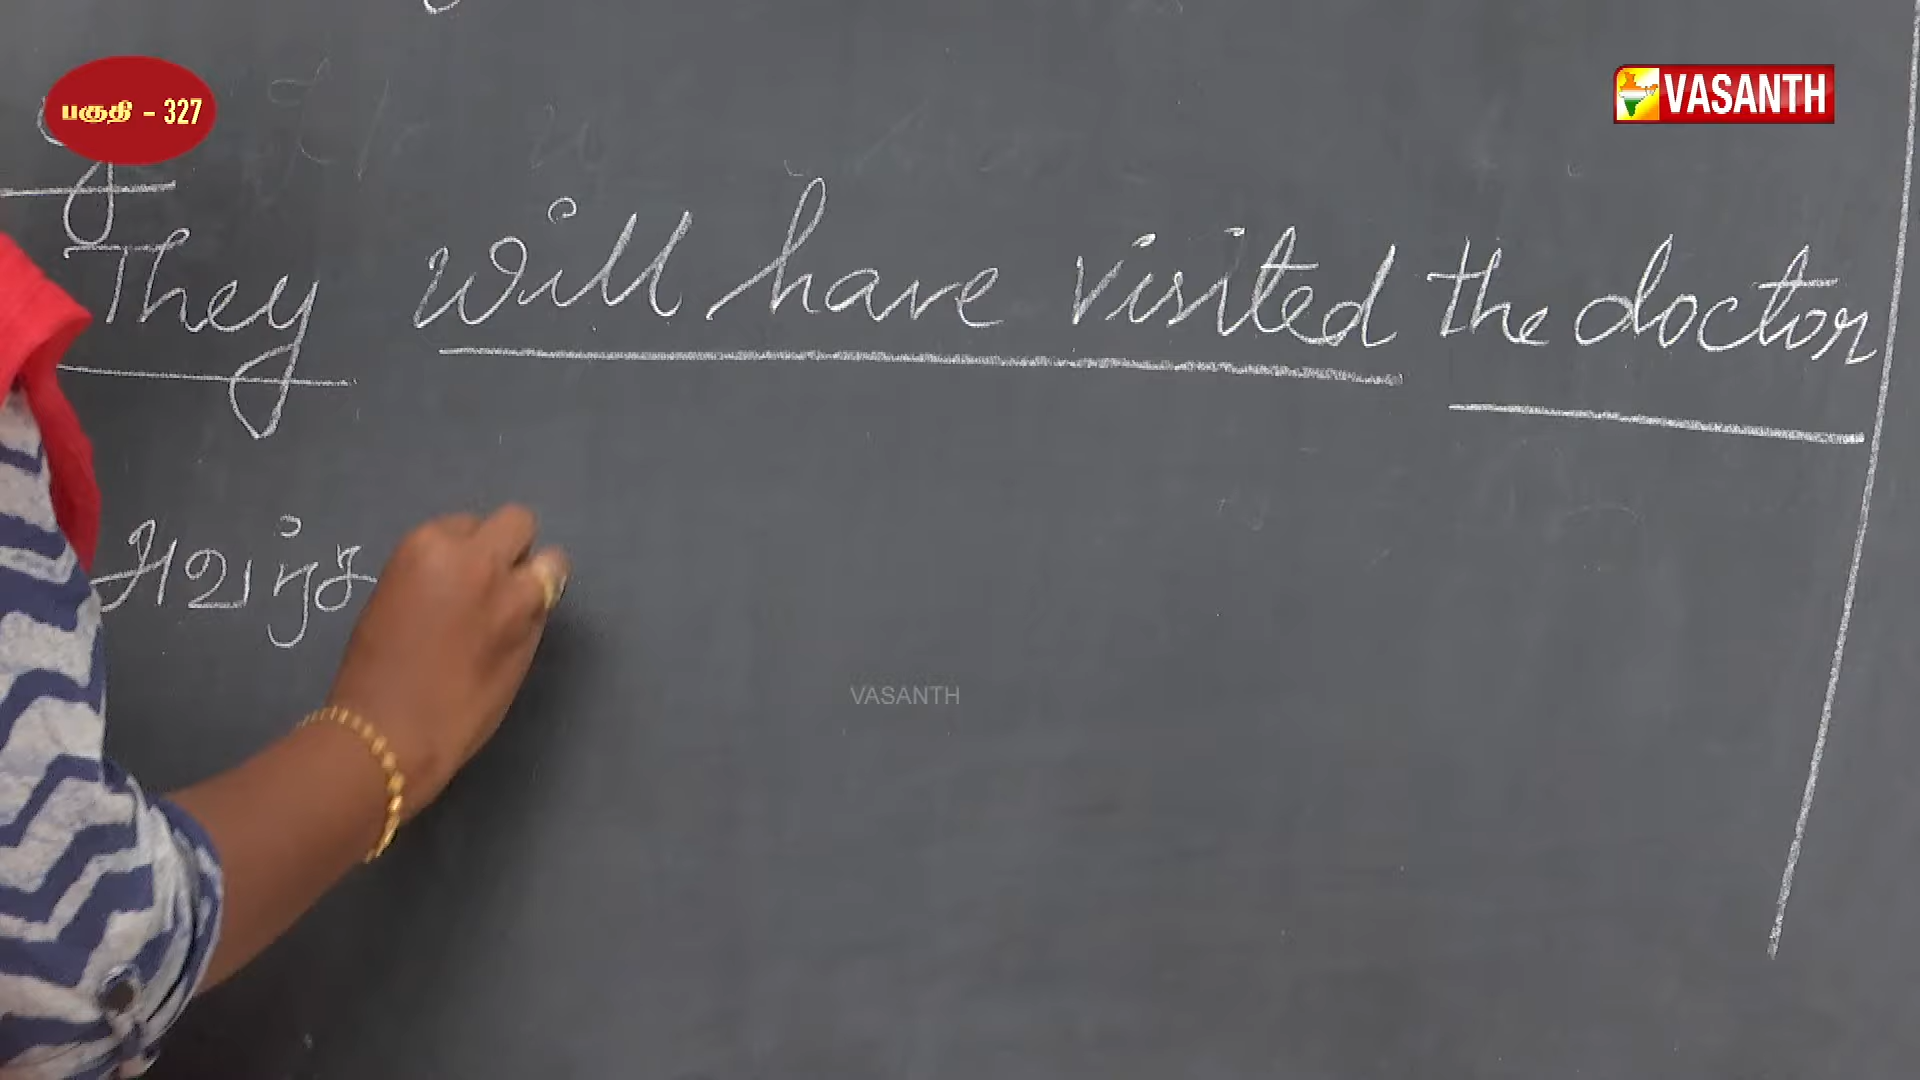 பகுதி - 327
VASANTH
They will have visited the doctor
அவர்க
VASANTH